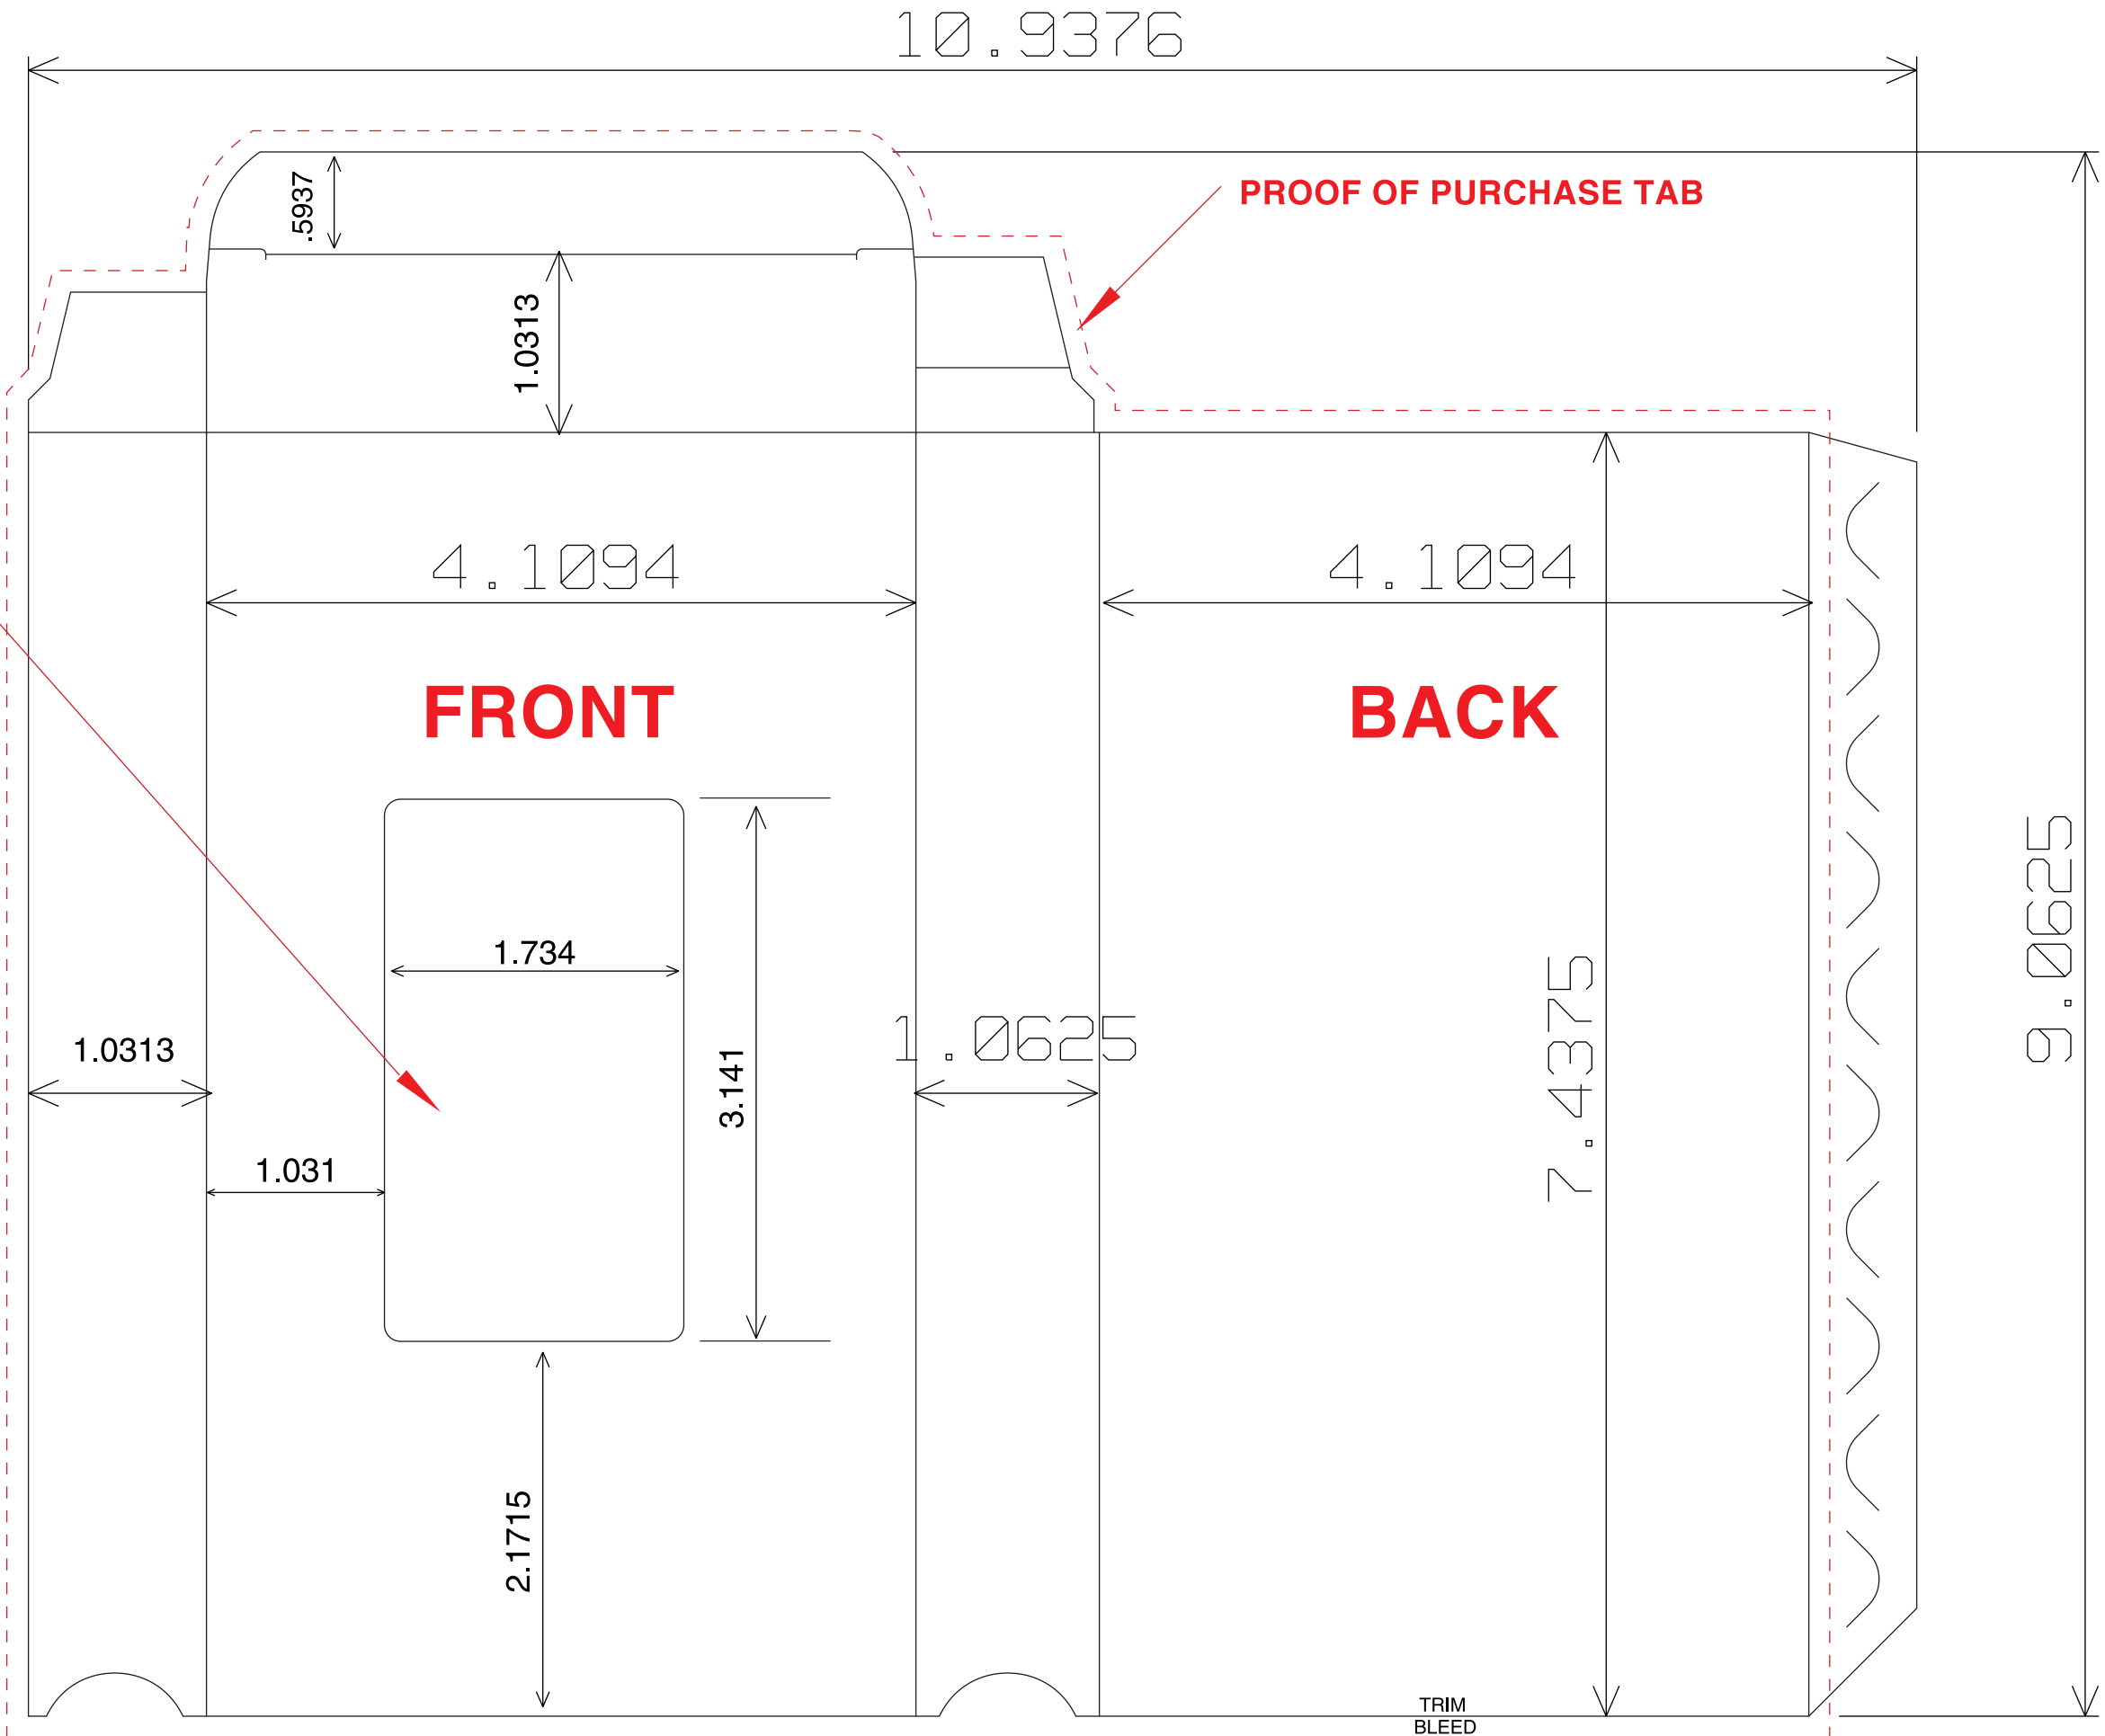 10.9376
PROOF OF PURCHASE TAB
.5937
1.0313
4.1094
4.1094
FRONT
BACK
1.734
3.141
9.0625
1.0313
1.0625
7.4375
1.031
2.1715
TRIM
BLEED